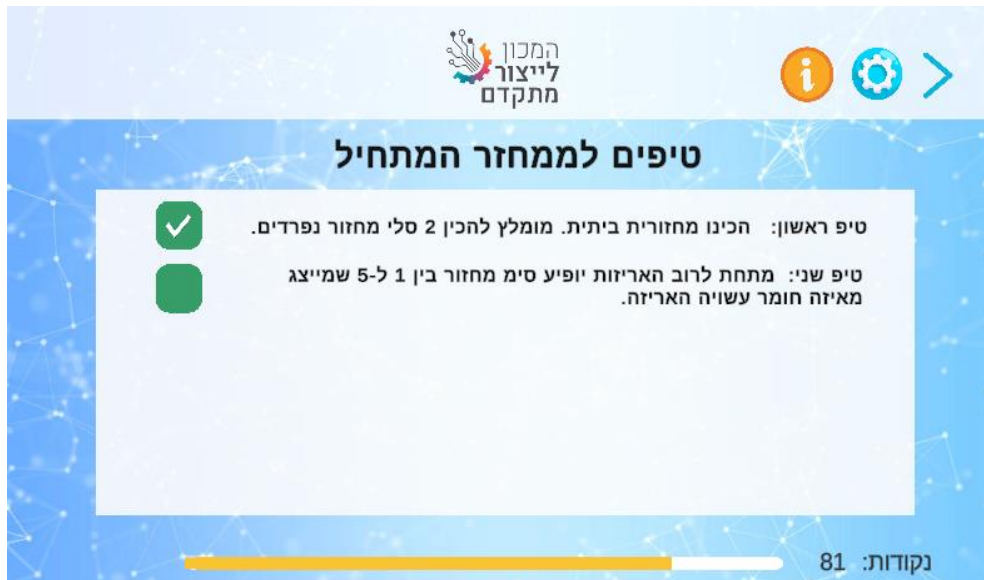 המכון
לייצור
מתקדם
טיפים לממחזר המתחיל
טיפ ראשון: הכינו מחזורית ביתית. מומלץ להכין 2 סלי מחזור נפרדים.
טיפ שני: מתחת לרוב האריזות יופיע סימ מחזור בין 1 ל-5 שמייצג
מאיזה חומר עשויה האריזה.
נקודות: 81